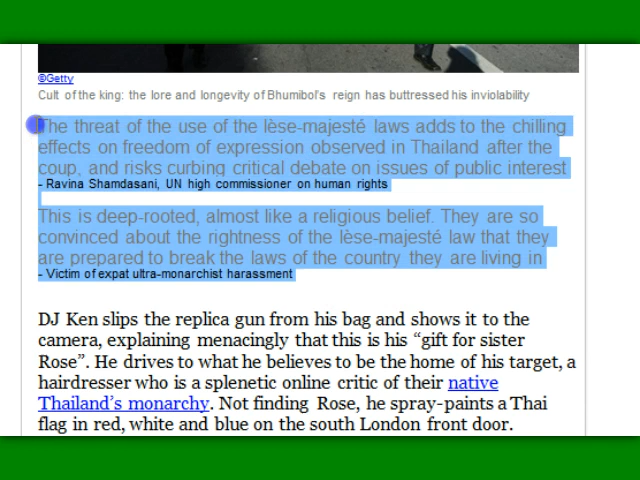 ©Getty
Cult of the king: the lore and longevity of Bhumibol's reign has buttressed his inviolability
The threat of the use of the lèse-majesté laws adds to the chilling
effects on freedom of expression observed in Thailand after the
coup, and risks curbing critical debate on issues of public interest
- Ravina Shamdasani, UN high commissioner on human rights
This is deep-rooted, almost like a religious belief. They are so
convinced about the rightness of the lèse-majesté law that they
are prepared to break the laws of the country they are living in
- Victim of expat ultra-monarchist harassment
DJ Ken slips the replica gun from his bag and shows it to the
camera, explaining menacingly that this is his “gift for sister
Rose”. He drives to what he believes to be the home of his target, a
hairdresser who is a splenetic online critic of their native
Thailand’s monarchy. Not finding Rose, he spray-paints a Thai
flag in red, white and blue on the south London front door.